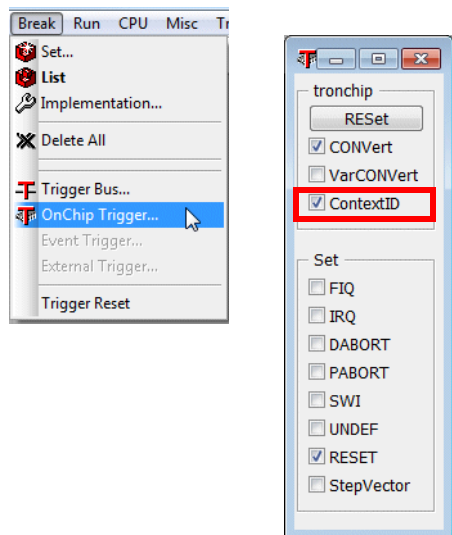 Break Run CPU Misc
Set...
List
Implementation...
Delete All
Trigger Bus...
OnChip Trigger...
Event Trigger...
External Trigger...
Trigger Reset
tronchip
RESet
CONVert
VarCONVert
ContextID
Set
FIQ
IRQ
DABORT
PABORT
SWI
UNDEF
RESET
StepVector